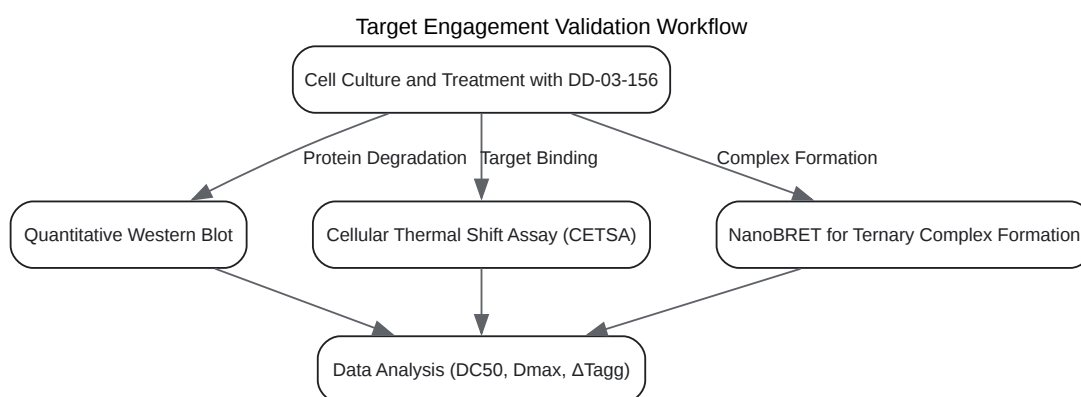 Target Engagement Validation Workflow
Cell Culture and Treatment with DD-03-156
Protein Degradation
Target Binding
Complex Formation
Quantitative Western Blot
Cellular Thermal Shift Assay (CETSA)
NanoBRET for Ternary Complex Formation
Data Analysis (DC50, Dmax, ΔTagg)